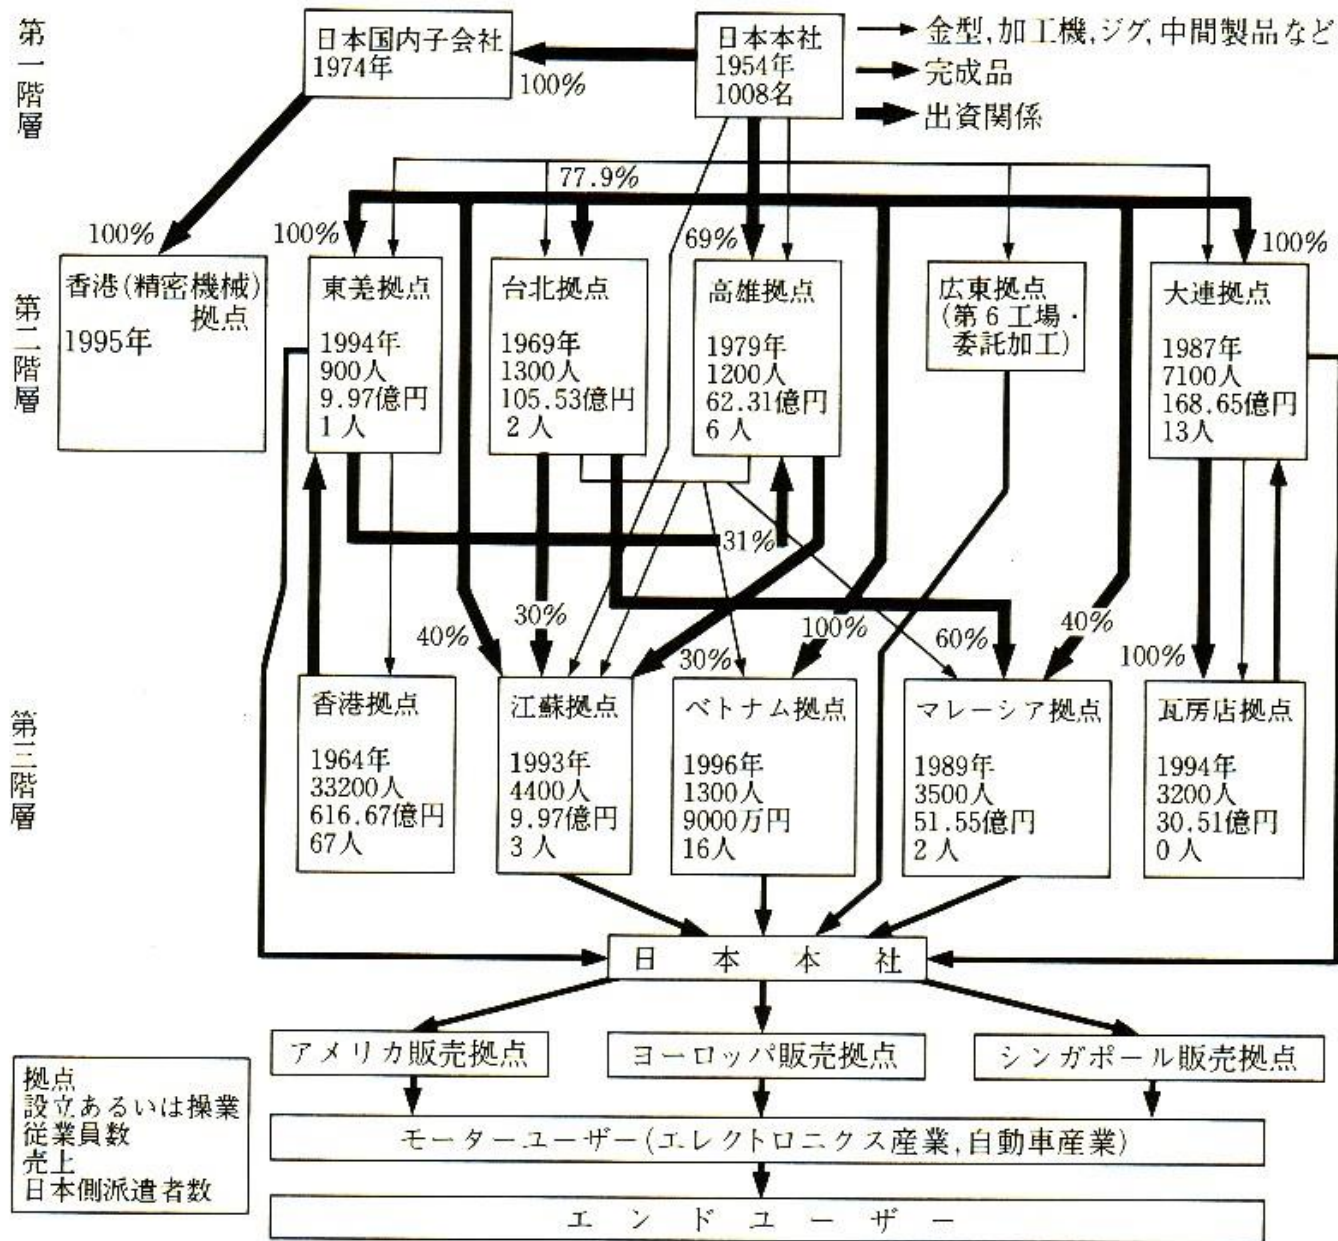 第一階層
日本国内子会社
1974年
100%
日本本社
1954年
1008名
金型,加工機,ジグ,中間製品など
完成品
出資関係
77.9%
第二階層
100%
香港(精密機械)
拠点
1995年
100%
東羗拠点
1994年
900人
9.97億円
1人
台北拠点
1969年
1300人
105.53億円
2人
69%
高雄拠点
1979年
1200人
62.31億円
6人
広東拠点
(第6工場・
委託加工)
100%
大連拠点
1987年
7100人
168.65億円
13人
31%
40%
30%
30%
100%
60%
40%
100%
第三階層
香港拠点
1964年
33200人
616.67億円
67人
江蘇拠点
1993年
4400人
9.97億円
3人
ベトナム拠点
1996年
1300人
9000万円
16人
マレーシア拠点
1989年
3500人
51.55億円
2人
瓦房店拠点
1994年
3200人
30.51億円
0人
日本本社
アメリカ販売拠点
ヨーロッパ販売拠点
シンガポール販売拠点
モーターユーザー(エレクトロニクス産業,自動車産業)
エンドユーザー
拠点
設立あるいは操業
従業員数
売上
日本側派遣者数